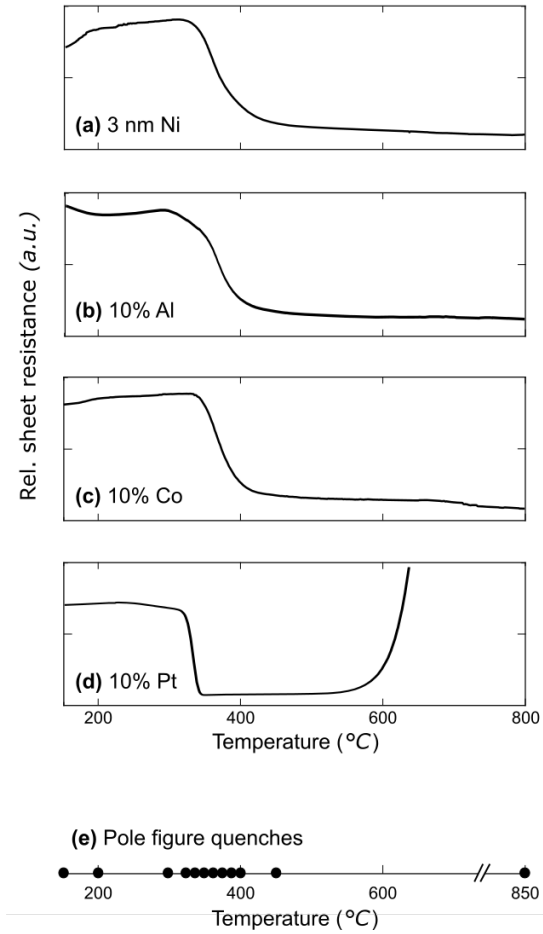 Rel. sheet resistance (a.u.)
(a) 3 nm Ni
(b) 10% Al
(c) 10% Co
(d) 10% Pt
200 400 600 800
Temperature (°C)
(e) Pole figure quenches
200 400 600 850
Temperature (°C)